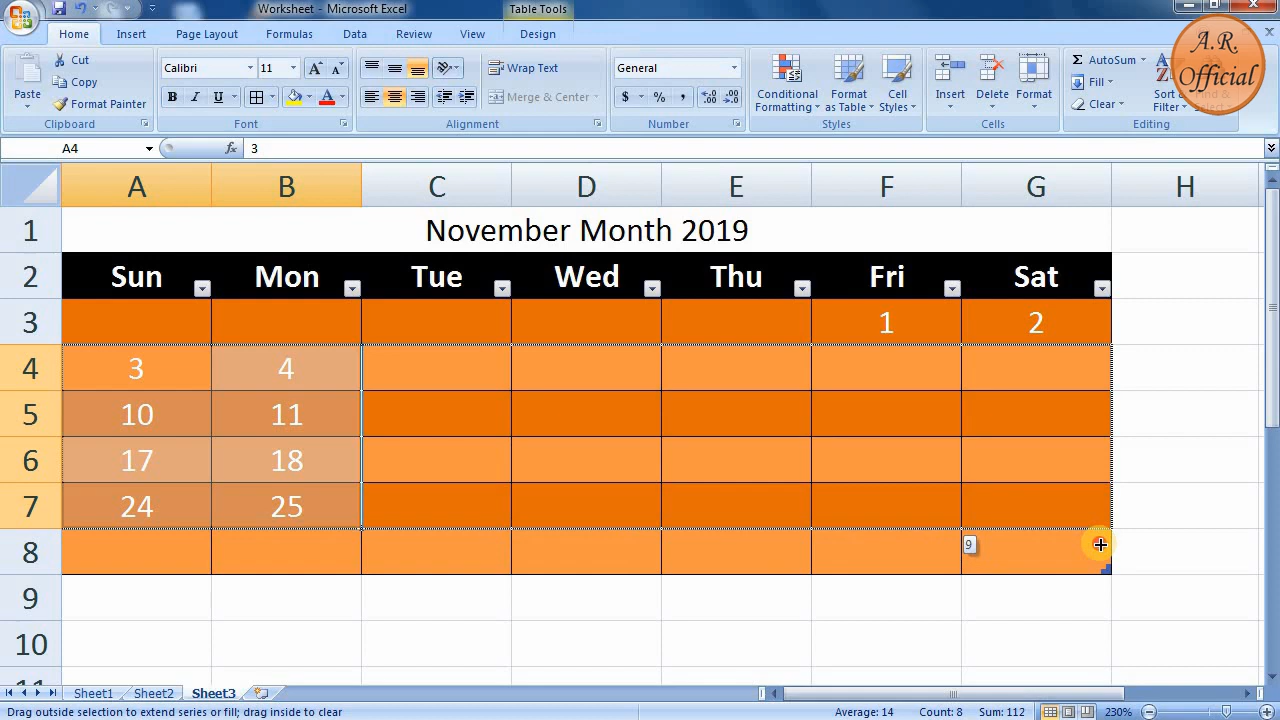 Worksheet - Microsoft Excel
Table Tools
Home
Insert
Page Layout
Formulas
Data
Review
View
Design
A.R.
Official
Paste
Cut
Copy
Format Painter
Clipboard
Calibri
11
B I U
Font
Wrap Text
Merge & Center
Alignment
General
$ % ,
Number
Conditional Formatting
Format as Table
Cell Styles
Styles
Insert
Delete
Format
Cells
AutoSum
Fill
Clear
Sort & Filter
Find & Select
Editing
A4
fx
3
A B C D E F G H
1 November Month 2019
2 Sun Mon Tue Wed Thu Fri Sat
3 1 2
4 3 4
5 10 11
6 17 18
7 24 25
8 9
9
10
11
Sheet1 Sheet2 Sheet3
Drag outside selection to extend series or fill; drag inside to clear
Average: 14 Count: 8 Sum: 112
230%